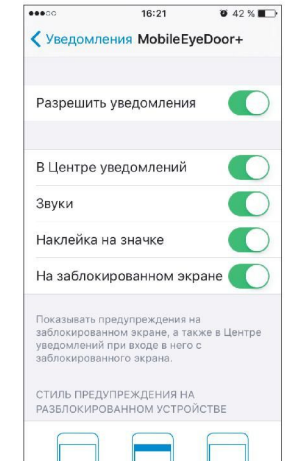 16:21
42 %
Уведомления MobileEyeDoor+
Разрешить уведомления
В Центре уведомлений
Звуки
Наклейка на значке
На заблокированном экране
Показывать предупреждения на
заблокированном экране, а также в Центре
уведомлений при входе в него с
заблокированного экрана.
СТИЛЬ ПРЕДУПРЕЖДЕНИЯ НА
РАЗБЛОКИРОВАННОМ УСТРОЙСТВЕ